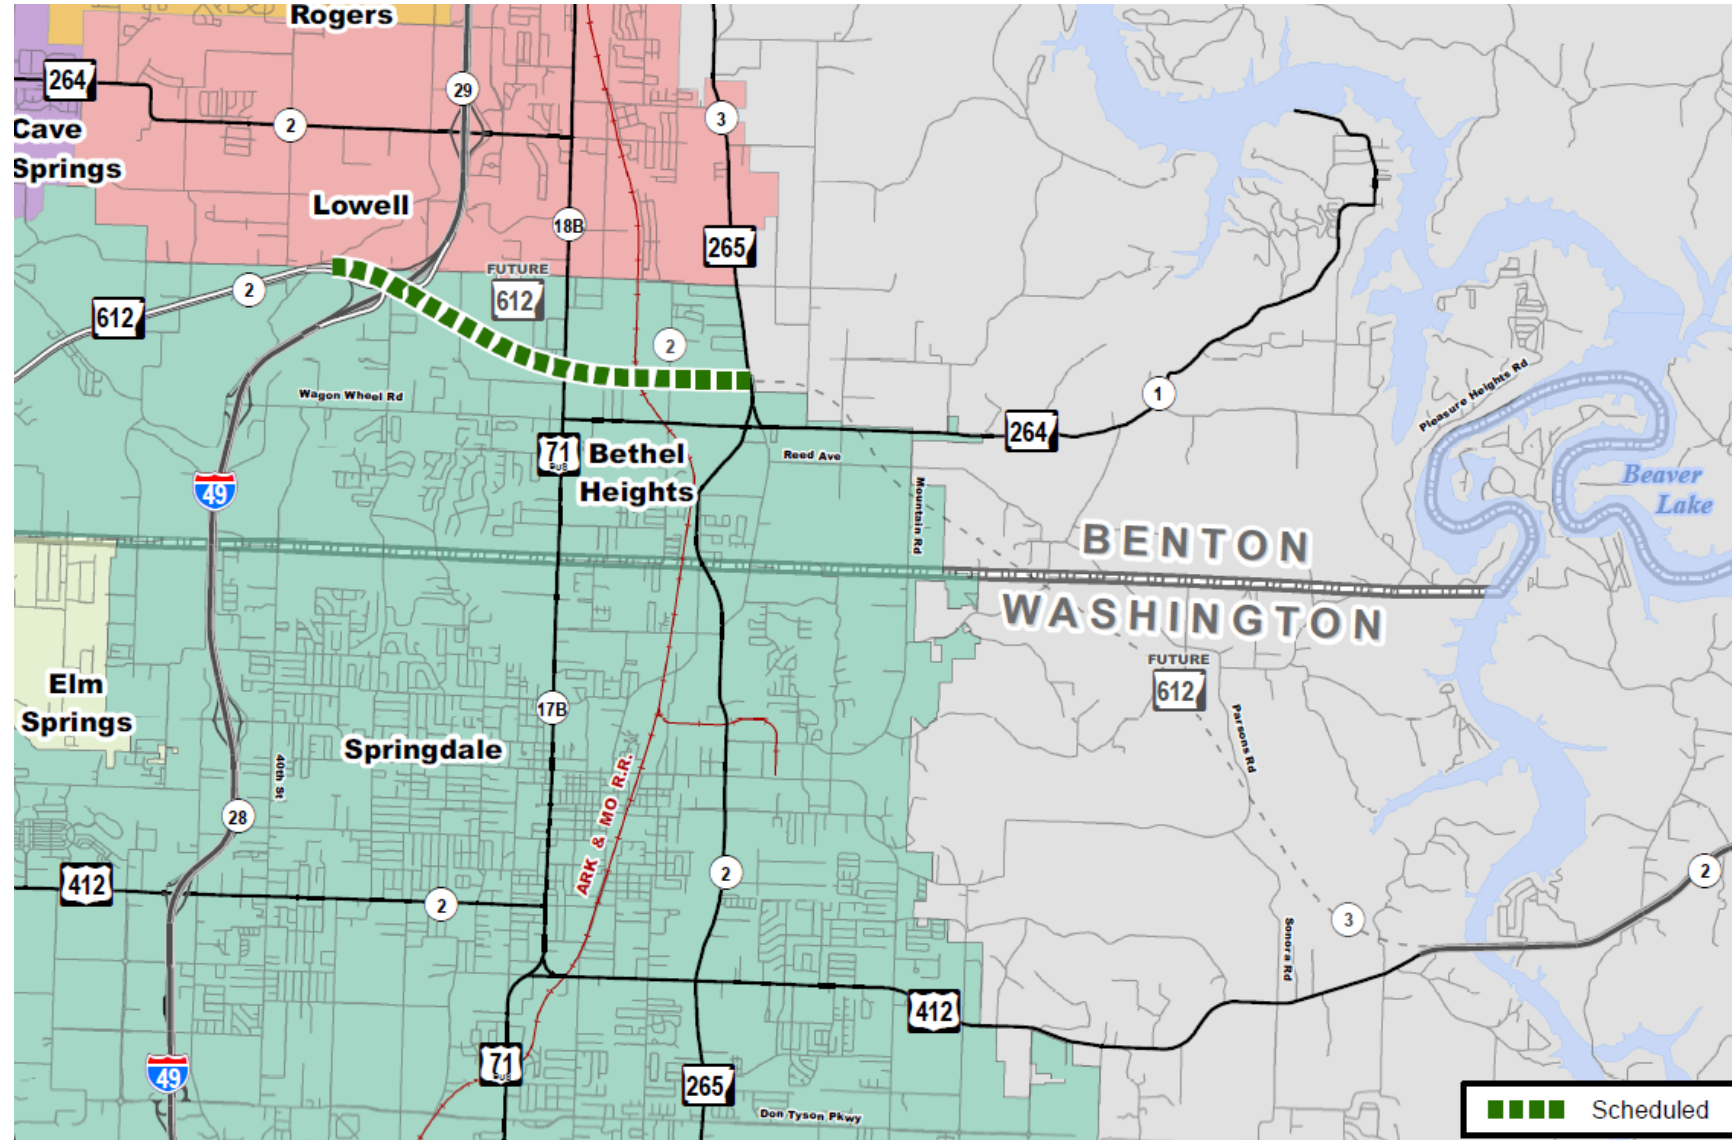 Rogers
264
29
2
3
Cave
Springs
Lowell
18B
265
FUTURE
612
2
612
2
1
Pleasure Heights Rd
Wagon Wheel Rd
264
71
BUS
Bethel
Heights
Reed Ave
49
Beaver
Lake
Mountain Rd
BENTON
WASHINGTON
FUTURE
612
Elm
Springs
17B
Parsons Rd
Springdale
40th St
ARK & MO R.R.
28
2
412
2
2
3
Sonora Rd
412
49
71
BUS
265
Don Tyson Pkwy
Scheduled